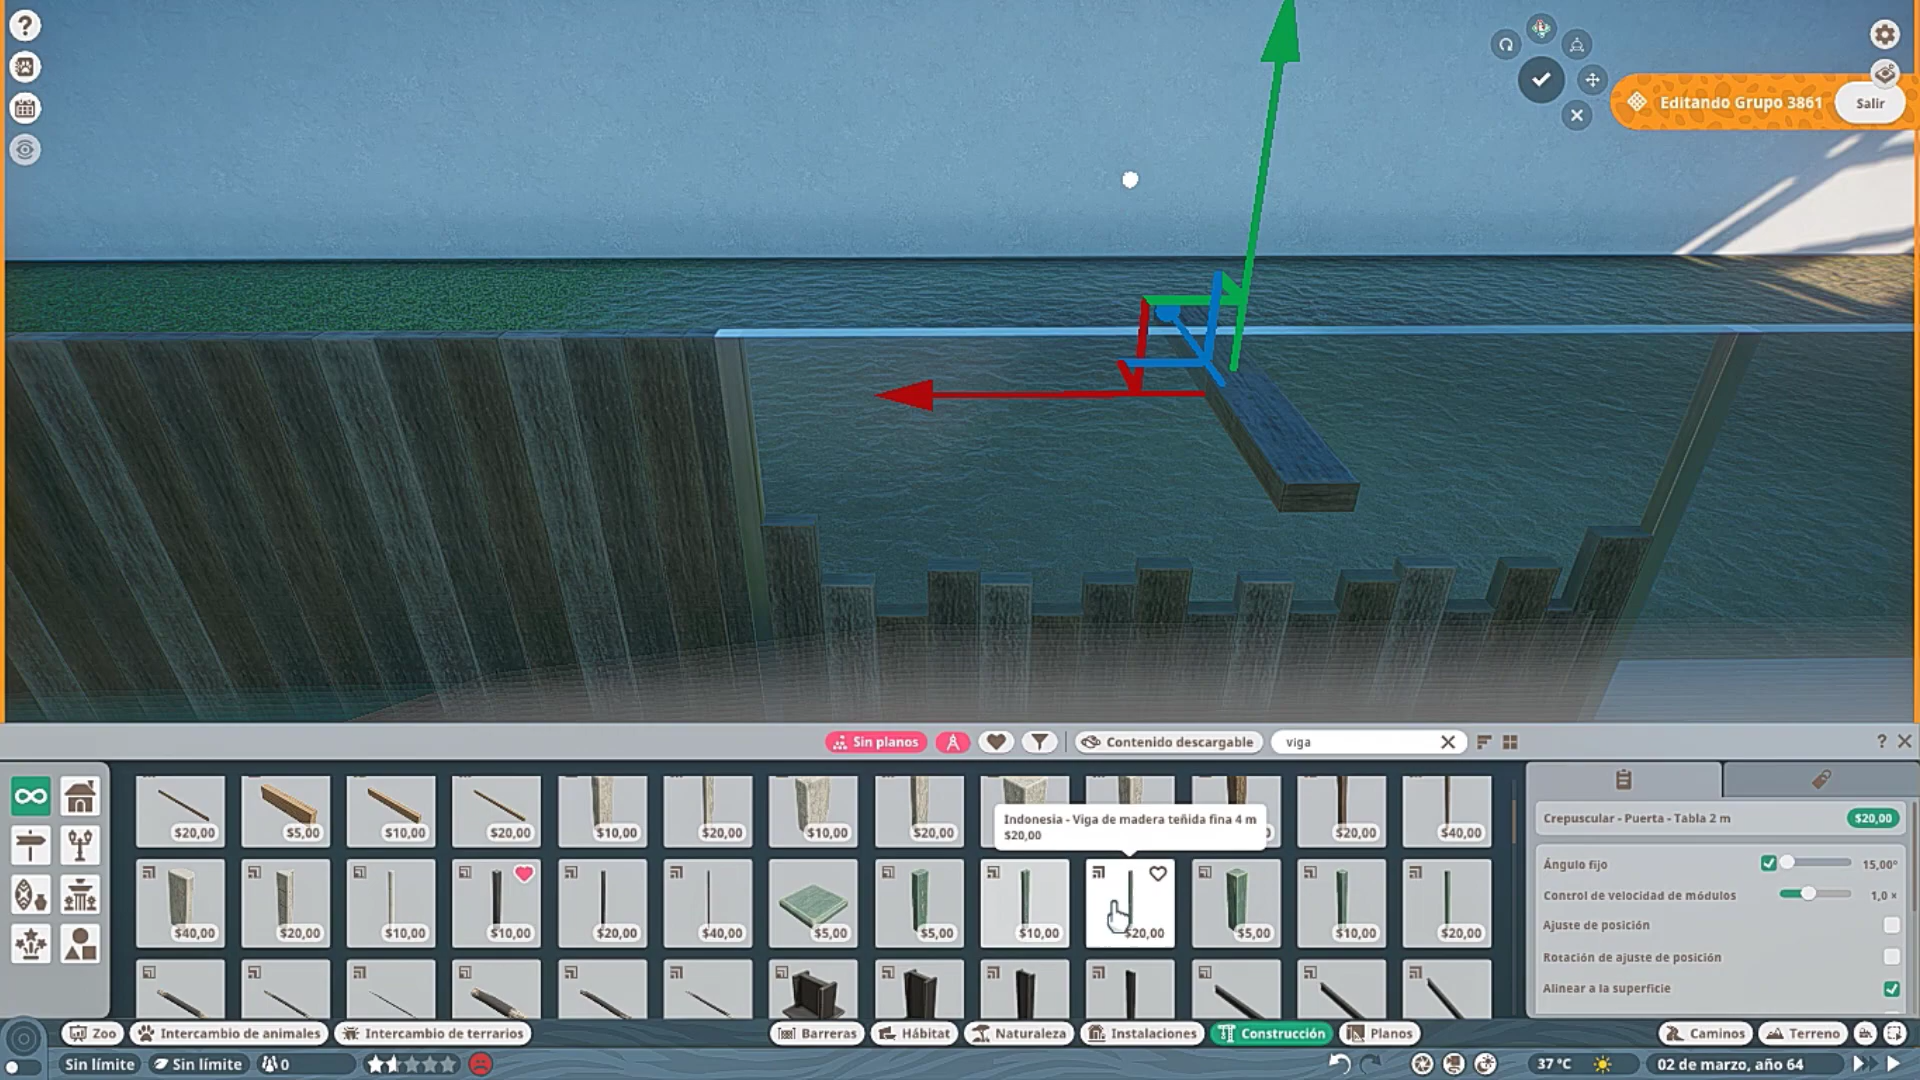 Editando Grupo 3861
Salir
Sin planos
Contenido descargable
viga
?
$20,00
$5,00
$10,00
$20,00
$10,00
$20,00
$10,00
$20,00
$20,00
$40,00
Indonesia - Viga de madera teñida fina 4 m
$20,00
$40,00
$20,00
$10,00
$10,00
$20,00
$40,00
$5,00
$5,00
$10,00
$20,00
$5,00
$10,00
$20,00
Crepuscular - Puerta - Tabla 2 m
$20,00
Ángulo fijo
15,00°
Control de velocidad de módulos
1,0 x
Ajuste de posición
Rotación de ajuste de posición
Alinear a la superficie
Zoo
Intercambio de animales
Intercambio de terrarios
Barreras
Hábitat
Naturaleza
Instalaciones
Construcción
Planos
Caminos
Terreno
Sin límite
Sin límite
0
37 °C
02 de marzo, año 64